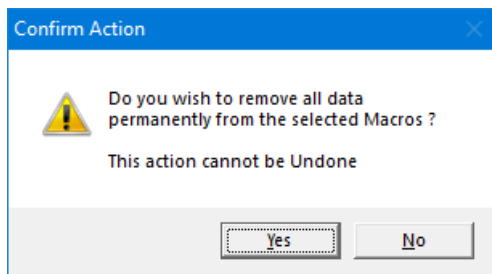 Confirm Action
Do you wish to remove all data
permanently from the selected Macros ?
This action cannot be Undone
Yes
No